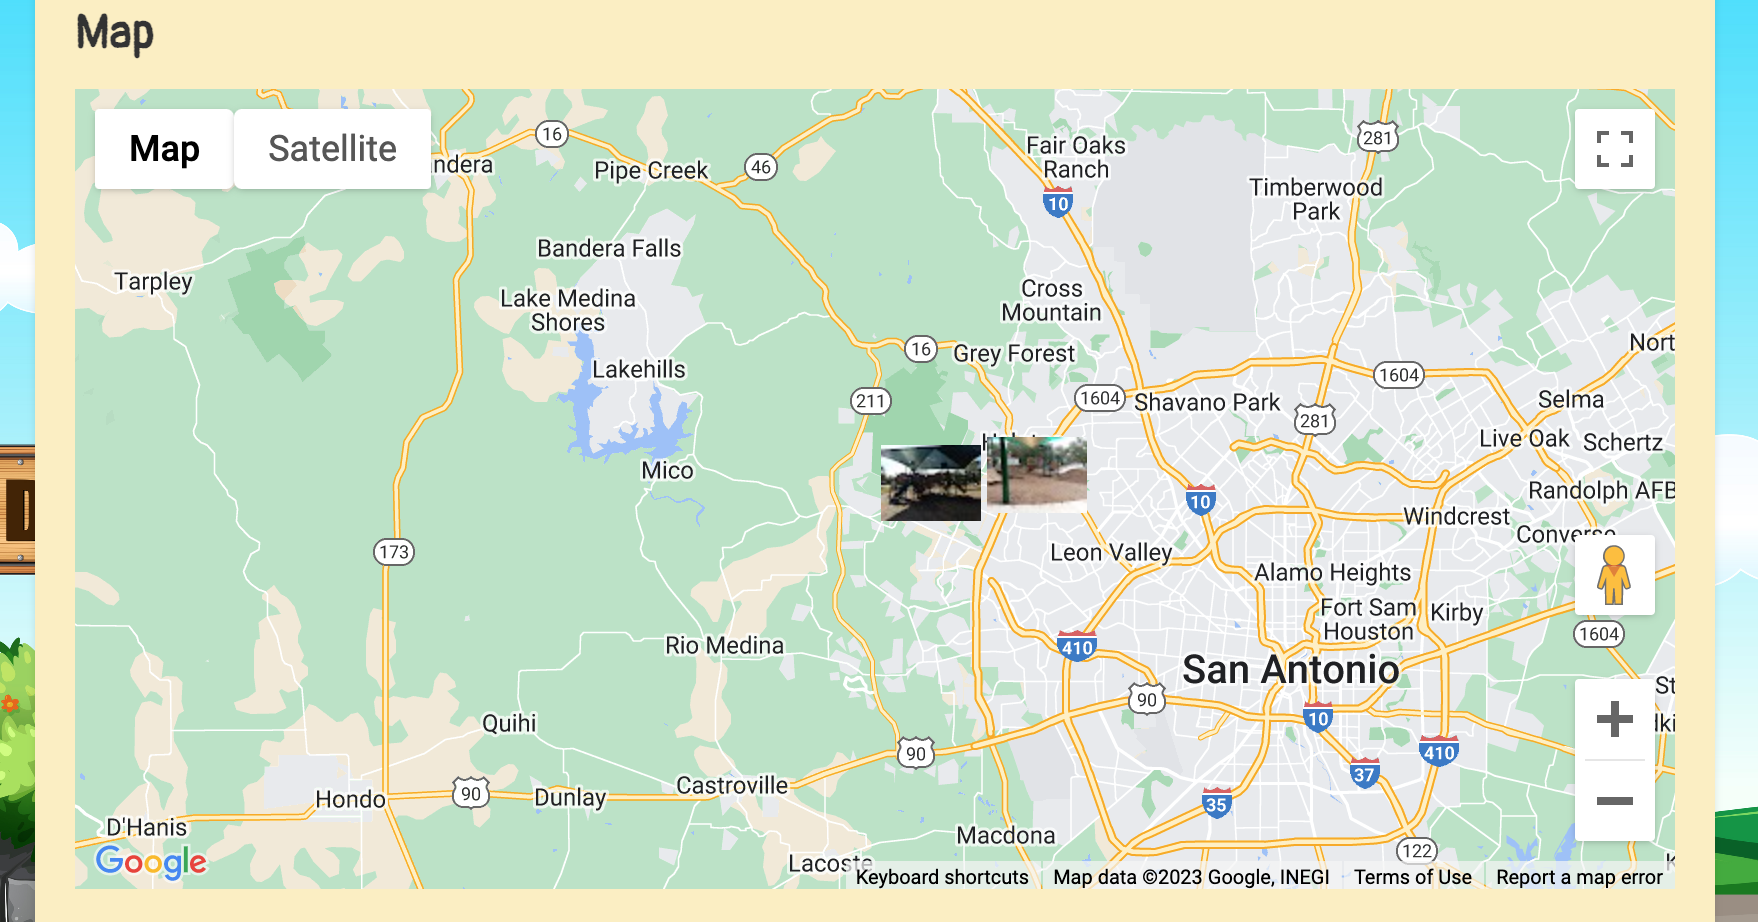 Map
Map
Satellite
ndera
16
Pipe Creek
46
Fair Oaks
Ranch
10
281
Timberwood
Park
Bandera Falls
Tarpley
Lake Medina
Shores
Cross
Mountain
Lakehills
16
Grey Forest
Nort
1604
211
1604
Shavano Park
281
Selma
Live Oak
Schertz
Mico
10
Randolph AFB
Windcrest
Converse
173
Leon Valley
Alamo Heights
Fort Sam
Houston
Kirby
1604
Rio Medina
410
San Antonio
90
St
10
lki
Quihi
90
410
37
Castroville
90
Dunlay
Hondo
35
D'Hanis
Macdona
122
Google
Lacoste
Keyboard shortcuts
Map data ©2023 Google, INEGI
Terms of Use
Report a map error